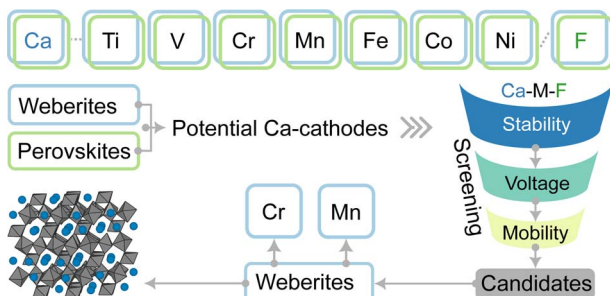 Ca Ti V Cr Mn Fe Co Ni F
Weberites
Perovskites
Potential Ca-cathodes
Ca-M-F
Stability
Screening
Voltage
Mobility
Candidates
Cr Mn
Weberites